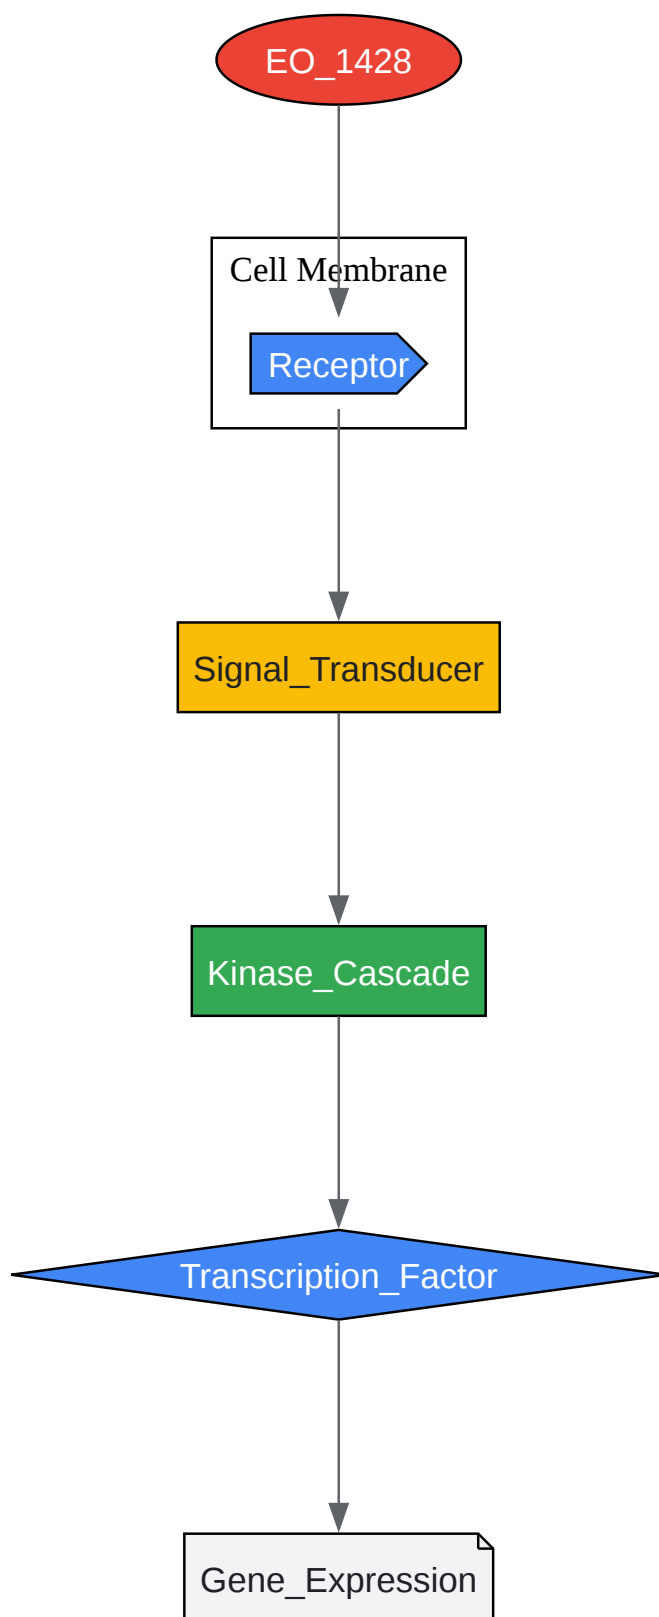 EO_1428
Cell Membrane
Receptor
Signal_Transducer
Kinase_Cascade
Transcription_Factor
Gene_Expression